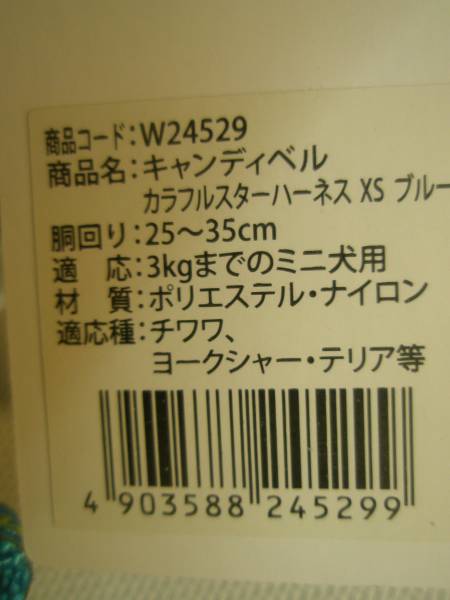 商品コード:W24529
商品名:キャンディベル
カラフルスターハーネス XS ブルー
胴回り:25〜35cm
適 応:3kgまでのミニ犬用
材 質:ポリエステル・ナイロン
適応種:チワワ、
ヨークシャー・テリア等
4 903588 245299